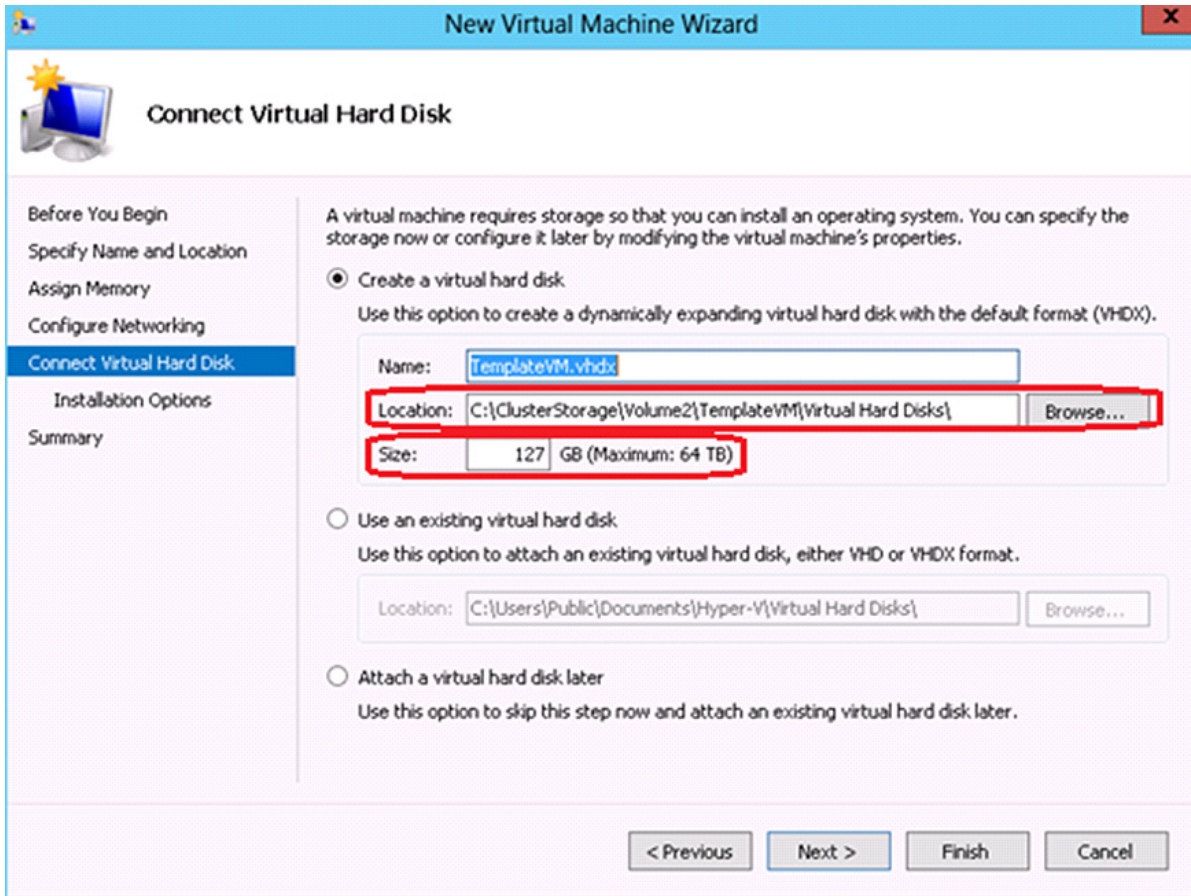 New Virtual Machine Wizard
x
Connect Virtual Hard Disk
Before You Begin
Specify Name and Location
Assign Memory
Configure Networking
Connect Virtual Hard Disk
Installation Options
Summary
A virtual machine requires storage so that you can install an operating system. You can specify the
storage now or configure it later by modifying the virtual machine's properties.
Create a virtual hard disk
Use this option to create a dynamically expanding virtual hard disk with the default format (VHDX).
Name: TemplateVM.vhdx
Location: C:\ClusterStorage\Volume2\TemplateVM\Virtual Hard Disks\ Browse...
Size: 127 GB (Maximum: 64 TB)
Use an existing virtual hard disk
Use this option to attach an existing virtual hard disk, either VHD or VHDX format.
Location: C:\Users\Public\Documents\Hyper-V\Virtual Hard Disks\ Browse...
Attach a virtual hard disk later
Use this option to skip this step now and attach an existing virtual hard disk later.
< Previous Next > Finish Cancel